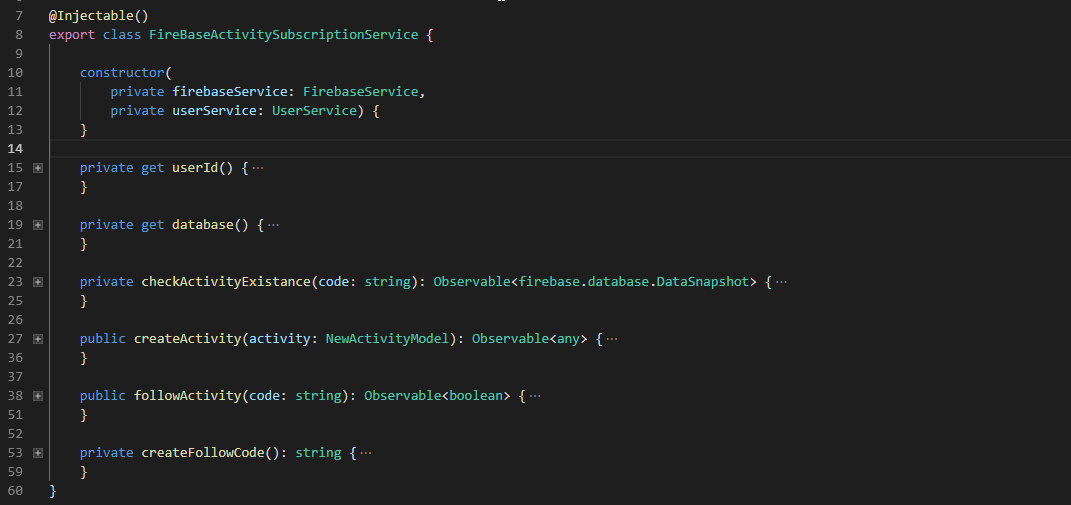 7 @Injectable()
8 export class FireBaseActivitySubscriptionService {
9
10 constructor(
11 private firebaseService: FirebaseService,
12 private userService: UserService) {
13 }
14
15 private get userId() { ···
17 }
18
19 private get database() { ···
21 }
22
23 private checkActivityExistance(code: string): Observable<firebase.database.DataSnapshot> { ···
25 }
26
27 public createActivity(activity: NewActivityModel): Observable<any> { ···
36 }
37
38 public followActivity(code: string): Observable<boolean> { ···
51 }
52
53 private createFollowCode(): string { ···
59 }
60 }